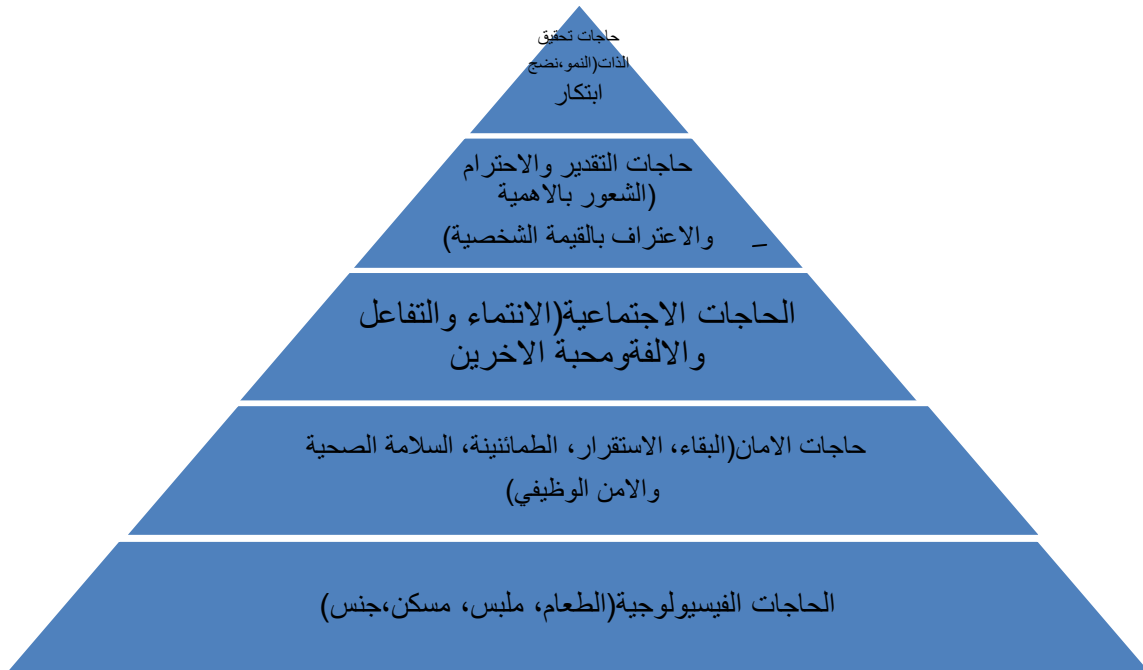 حاجات تحقيق
الذات(النمو،نضج
ابتكار
حاجات التقدير والاحترام
(الشعور بالاهمية
_ والاعتراف بالقيمة الشخصية)
الحاجات الاجتماعية(الانتماء والتفاعل
والالفةومحبة الاخرين
حاجات الامان(البقاء، الاستقرار، الطمائنينة، السلامة الصحية
والامن الوظيفي)
الحاجات الفيسيولوجية(الطعام، ملبس، مسكن،جنس)